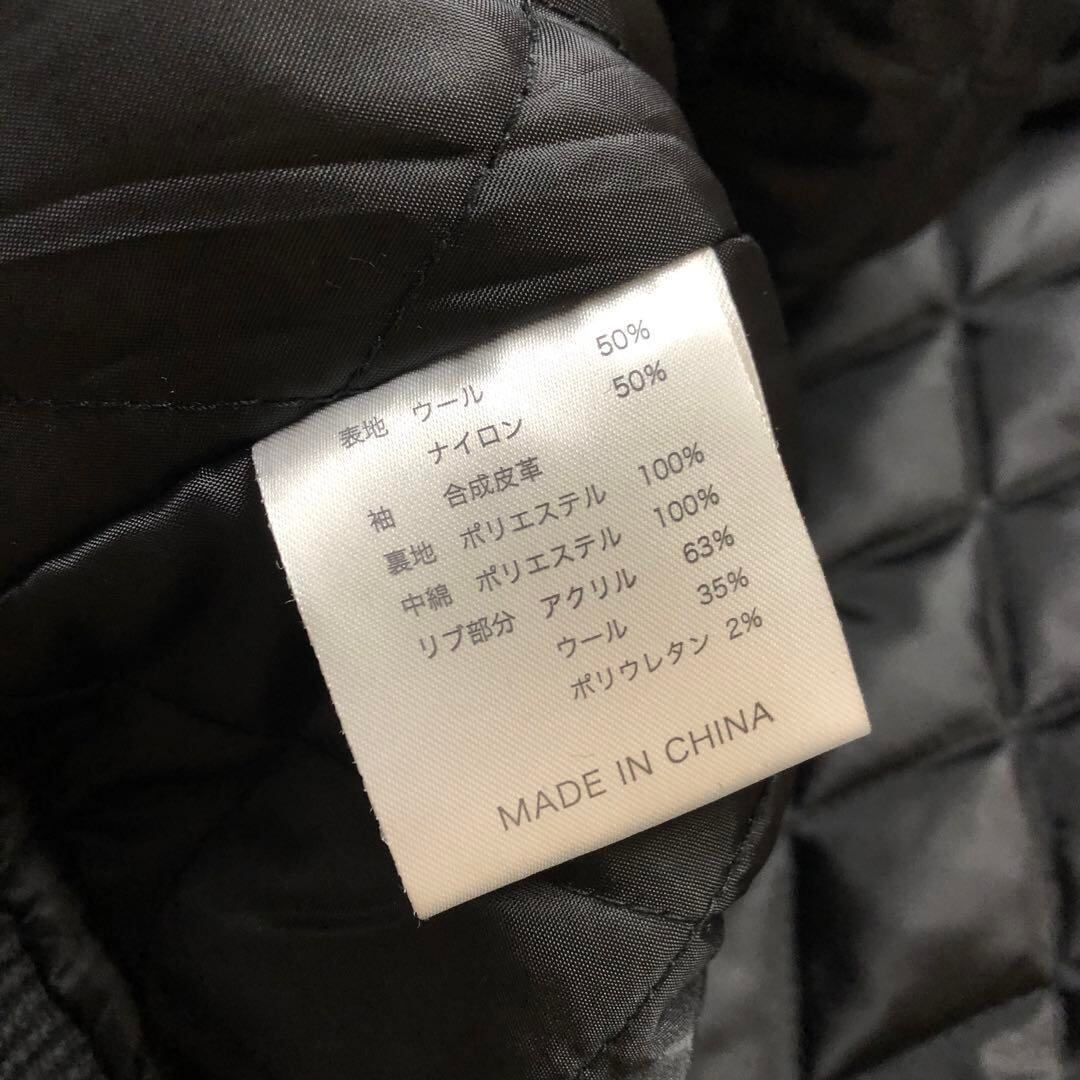 表地 ウール 50%
ナイロン 50%
袖 合成皮革
裏地 ポリエステル 100%
中綿 ポリエステル 100%
リブ部分 アクリル 63%
ウール 35%
ポリウレタン 2%
MADE IN CHINA